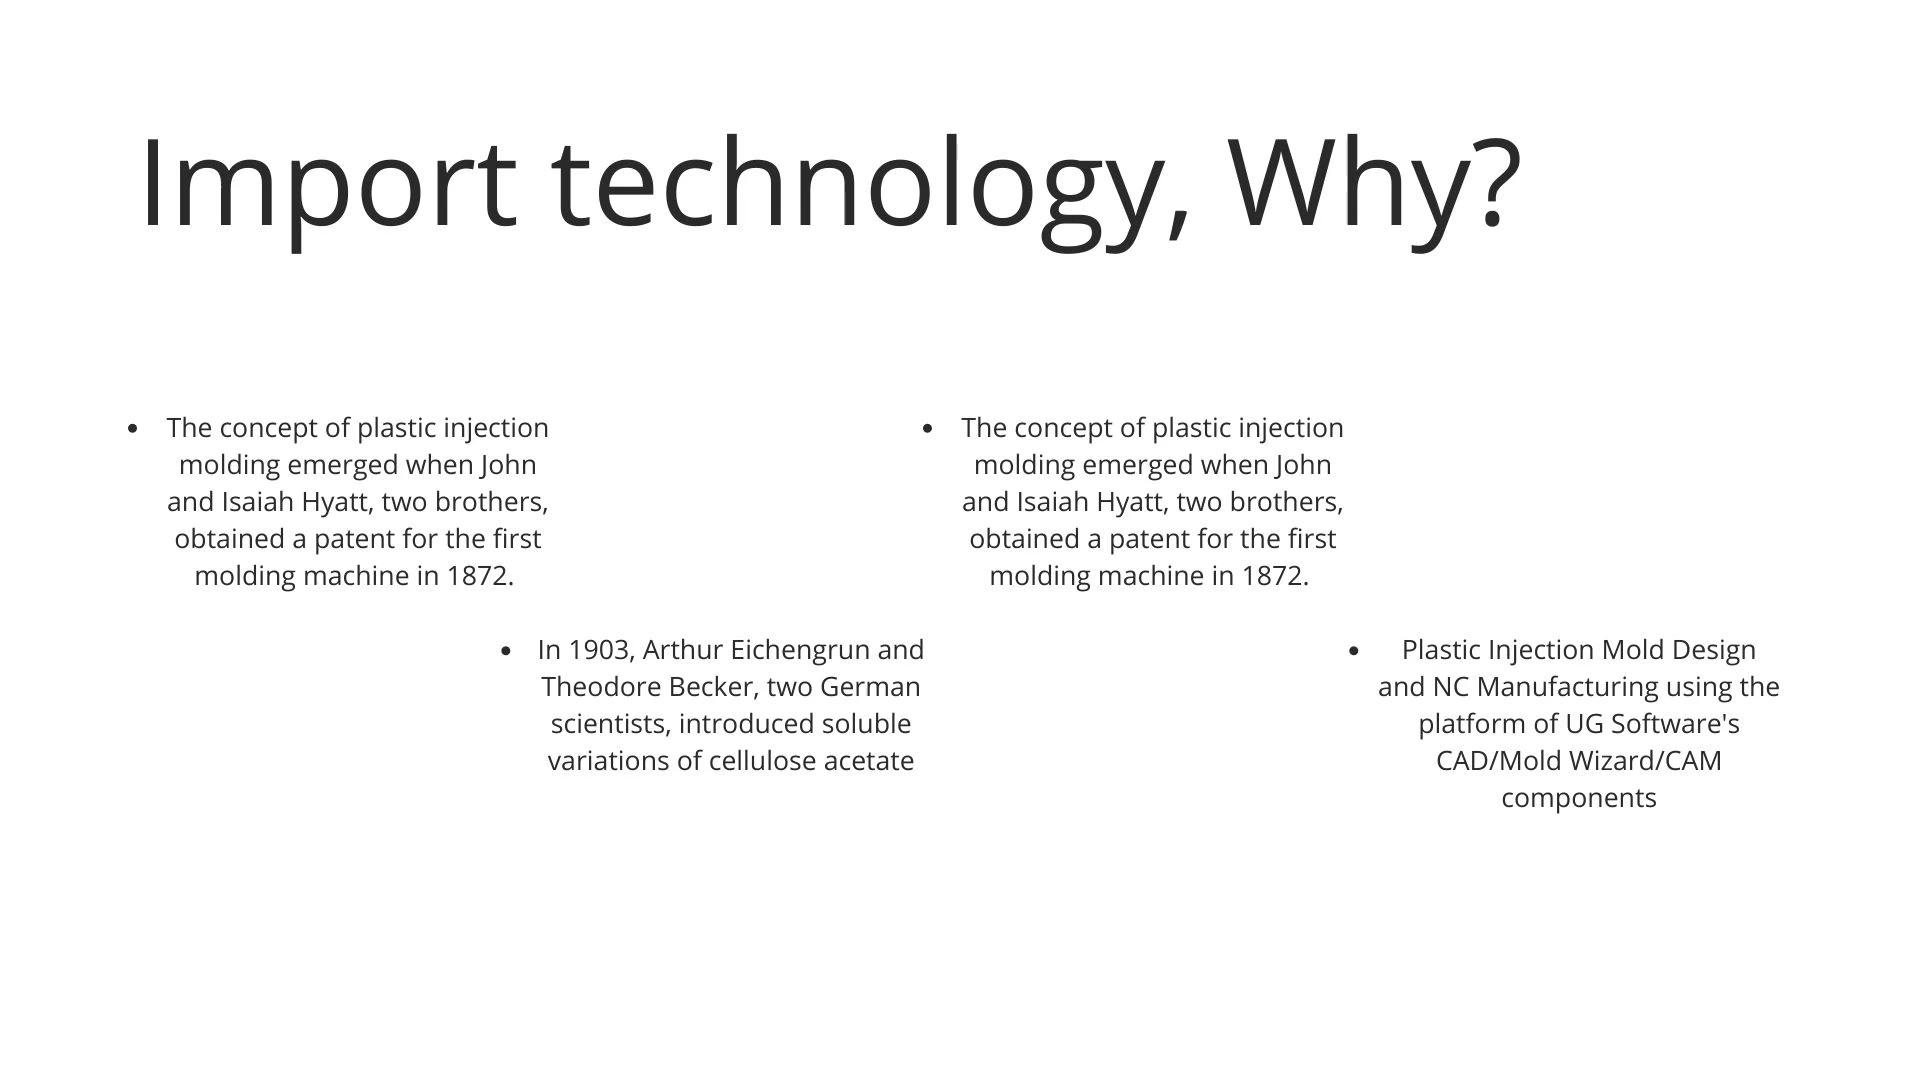 Import technology, Why?
• The concept of plastic injection
molding emerged when John
and Isaiah Hyatt, two brothers,
obtained a patent for the first
molding machine in 1872.
• In 1903, Arthur Eichengrun and
Theodore Becker, two German
scientists, introduced soluble
variations of cellulose acetate
• The concept of plastic injection
molding emerged when John
and Isaiah Hyatt, two brothers,
obtained a patent for the first
molding machine in 1872.
• Plastic Injection Mold Design
and NC Manufacturing using the
platform of UG Software's
CAD/Mold Wizard/CAM
components